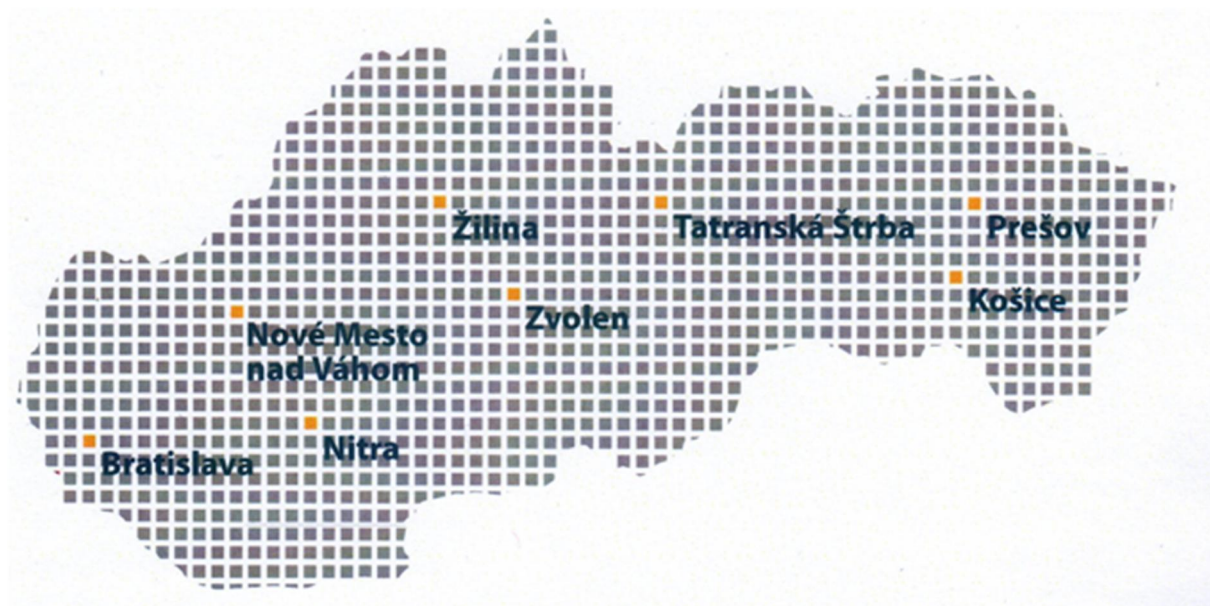 Žilina
Tatranská Štrba
Prešov
Košice
Zvolen
Nové Mesto
nad Váhom
Nitra
Bratislava